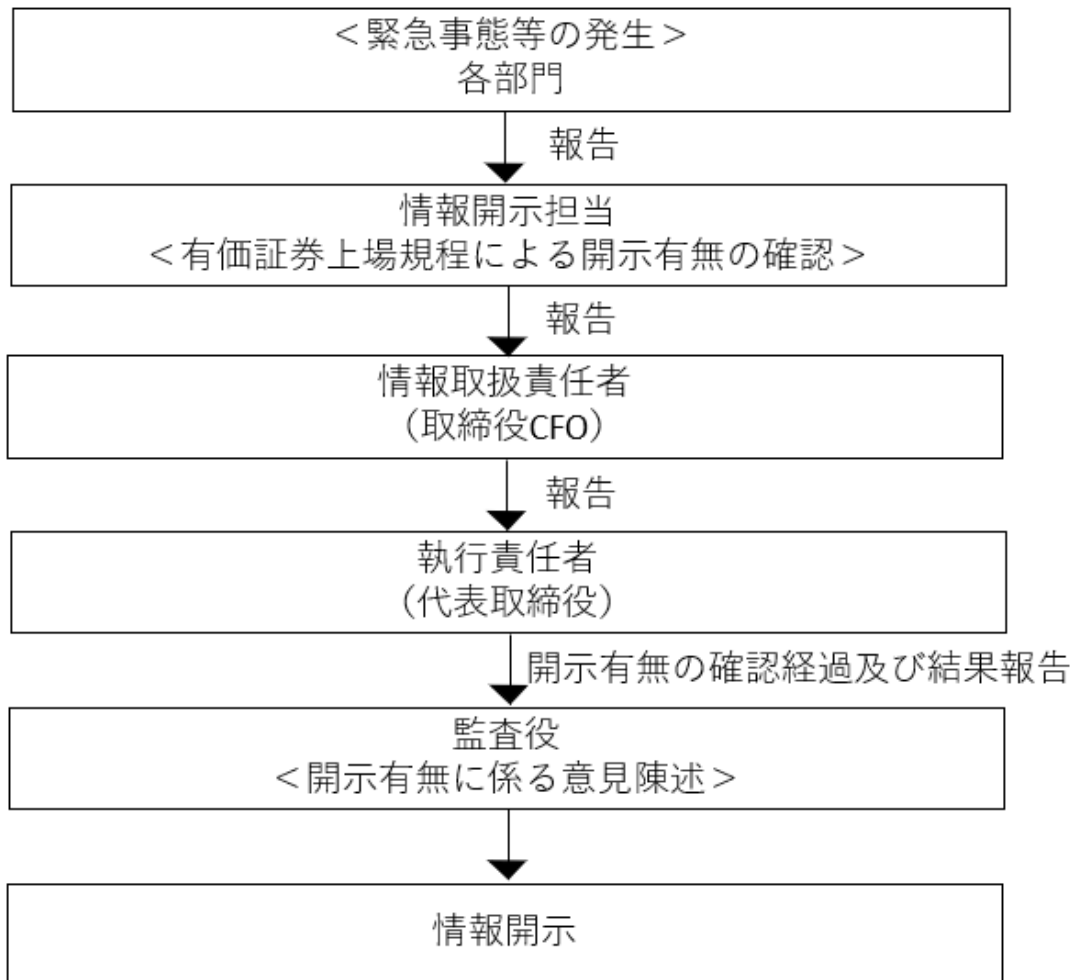 ＜緊急事態等の発生＞
各部門
報告
情報開示担当
＜有価証券上場規程による開示有無の確認＞
報告
情報取扱責任者
（取締役CFO）
報告
執行責任者
（代表取締役）
開示有無の確認経過及び結果報告
監査役
＜開示有無に係る意見陳述＞
情報開示